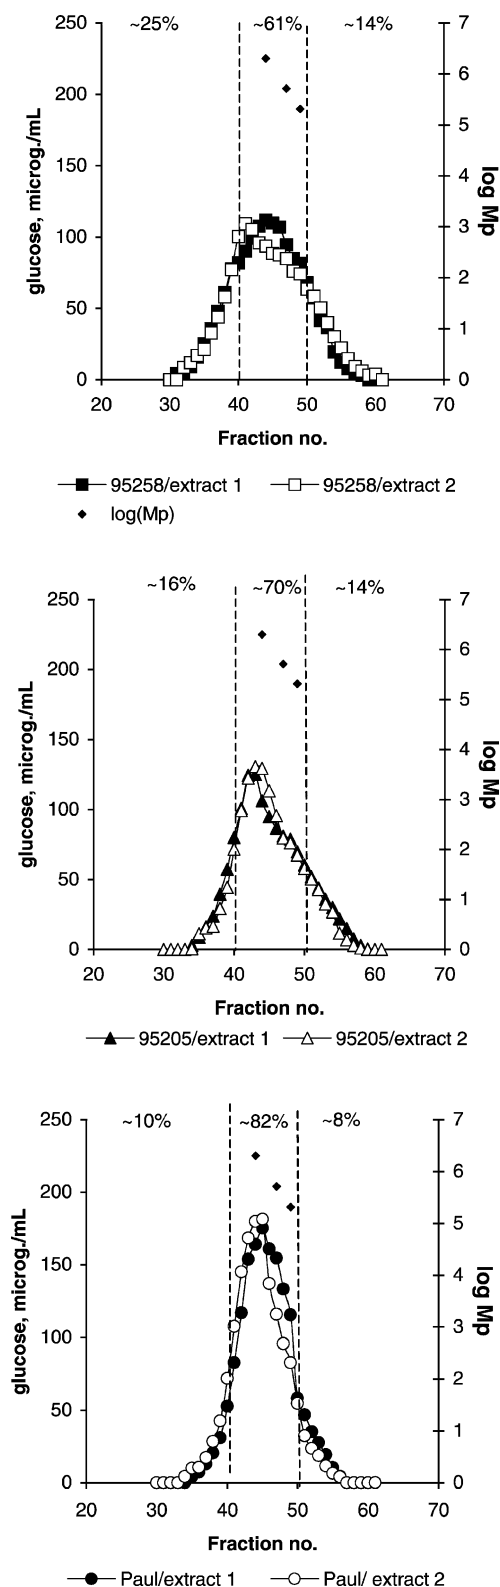 ~25% ~61% ~14%
250 7
200 6
150 5
100 4
50 3
0 2
1
0
glucose, microg./mL
log Mp
20 30 40 50 60 70
Fraction no.
95258/extract 1 95258/extract 2
log(Mp)
~16% ~70% ~14%
250 7
200 6
150 5
100 4
50 3
0 2
1
0
glucose, microg./mL
log Mp
20 30 40 50 60 70
Fraction no.
95205/extract 1 95205/extract 2
~10% ~82% ~8%
250 7
200 6
150 5
100 4
50 3
0 2
1
0
glucose, microg./mL
log Mp
20 30 40 50 60 70
Fraction no.
Paul/extract 1 Paul/ extract 2